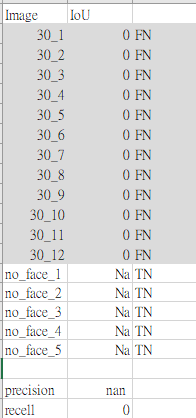 Image IoU
30_1 0 FN
30_2 0 FN
30_3 0 FN
30_4 0 FN
30_5 0 FN
30_6 0 FN
30_7 0 FN
30_8 0 FN
30_9 0 FN
30_10 0 FN
30_11 0 FN
30_12 0 FN
no_face_1 Na TN
no_face_2 Na TN
no_face_3 Na TN
no_face_4 Na TN
no_face_5 Na TN
precision nan
recell 0